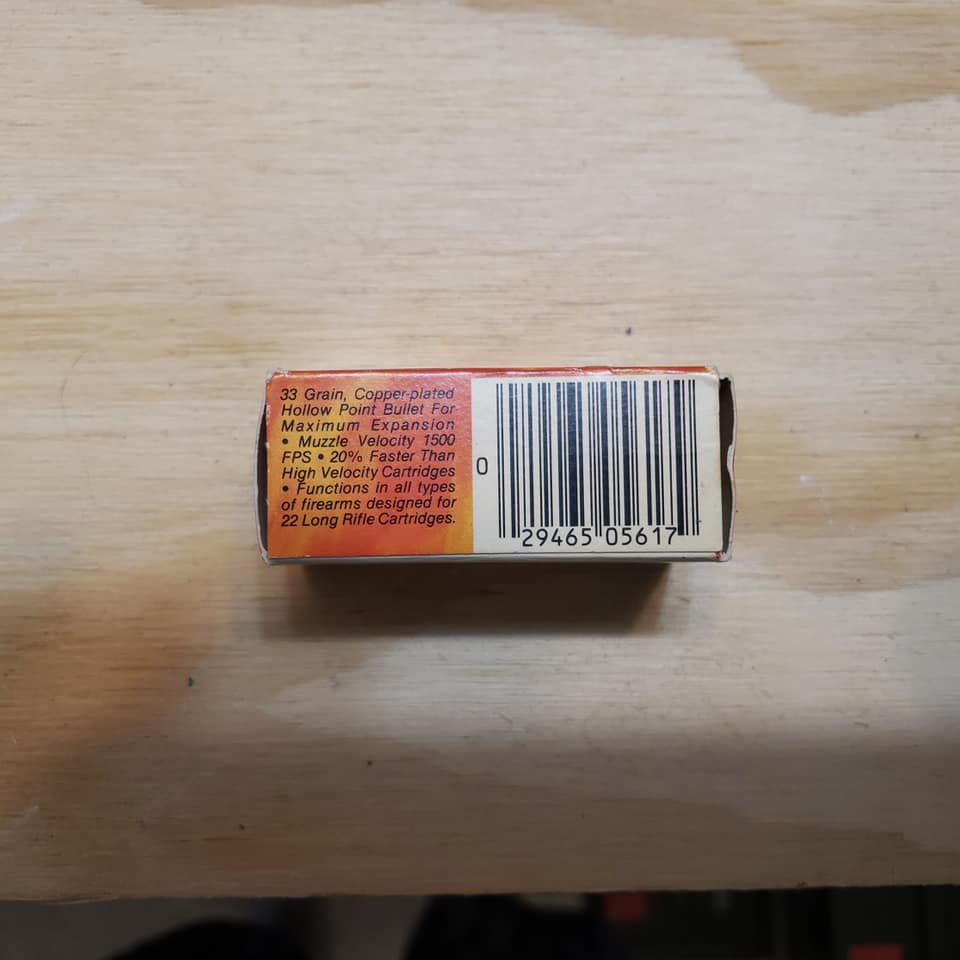 33 Grain, Copper-plated
Hollow Point Bullet For
Maximum Expansion
• Muzzle Velocity 1500
FPS • 20% Faster Than
High Velocity Cartridges
• Functions in all types
of firearms designed for
22 Long Rifle Cartridges.
0
29465 05617